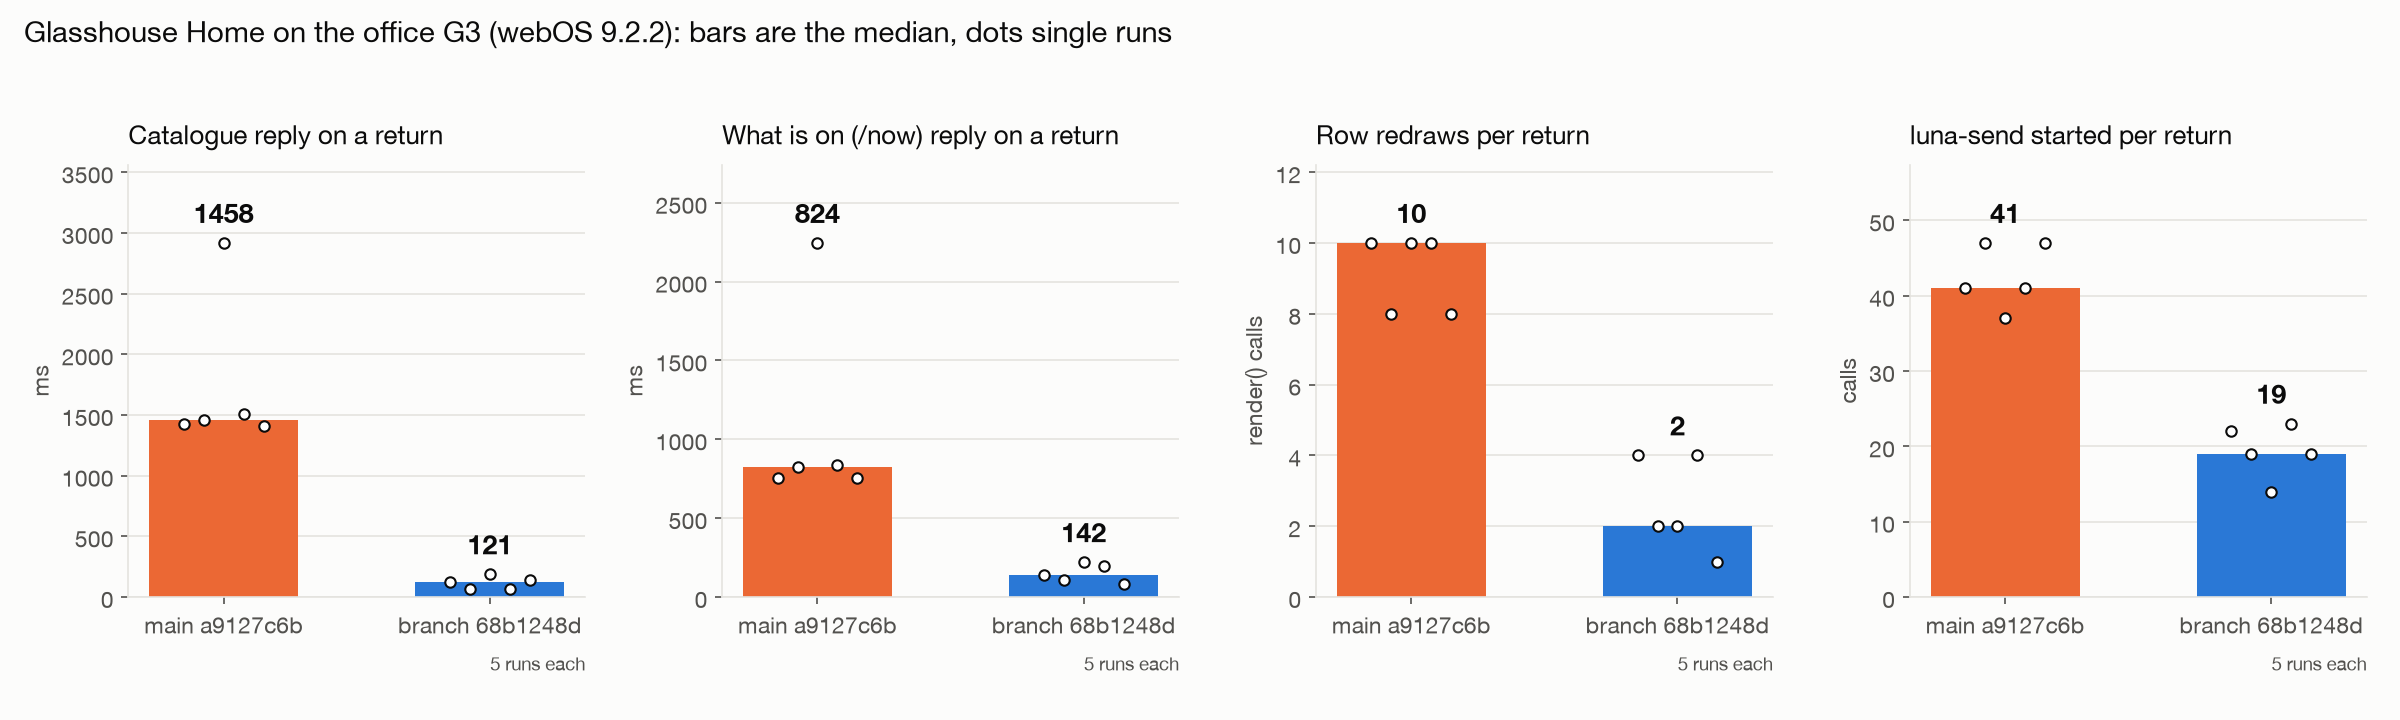 Glasshouse Home on the office G3 (webOS 9.2.2): bars are the median, dots single runs
Catalogue reply on a return
ms
3500
3000
2500
2000
1500
1000
500
0
1458
121
main a9127c6b
branch 68b1248d
5 runs each
What is on (/now) reply on a return
ms
2500
2000
1500
1000
500
0
824
142
main a9127c6b
branch 68b1248d
5 runs each
Row redraws per return
render() calls
12
10
8
6
4
2
0
10
2
main a9127c6b
branch 68b1248d
5 runs each
luna-send started per return
calls
50
40
30
20
10
0
41
19
main a9127c6b
branch 68b1248d
5 runs each